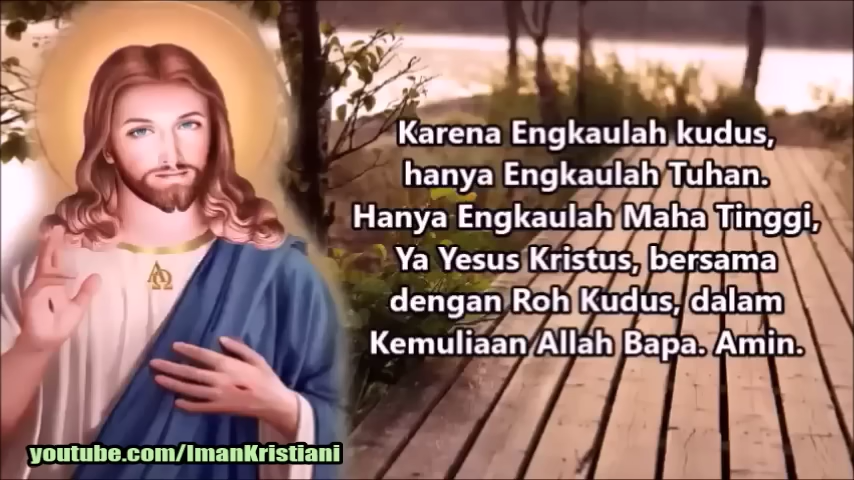 Karena Engkaulah kudus,
hanya Engkaulah Tuhan.
Hanya Engkaulah Maha Tinggi,
Ya Yesus Kristus, bersama
dengan Roh Kudus, dalam
Kemuliaan Allah Bapa. Amin.
ΑΩ
youtube.com/ImanKristiani